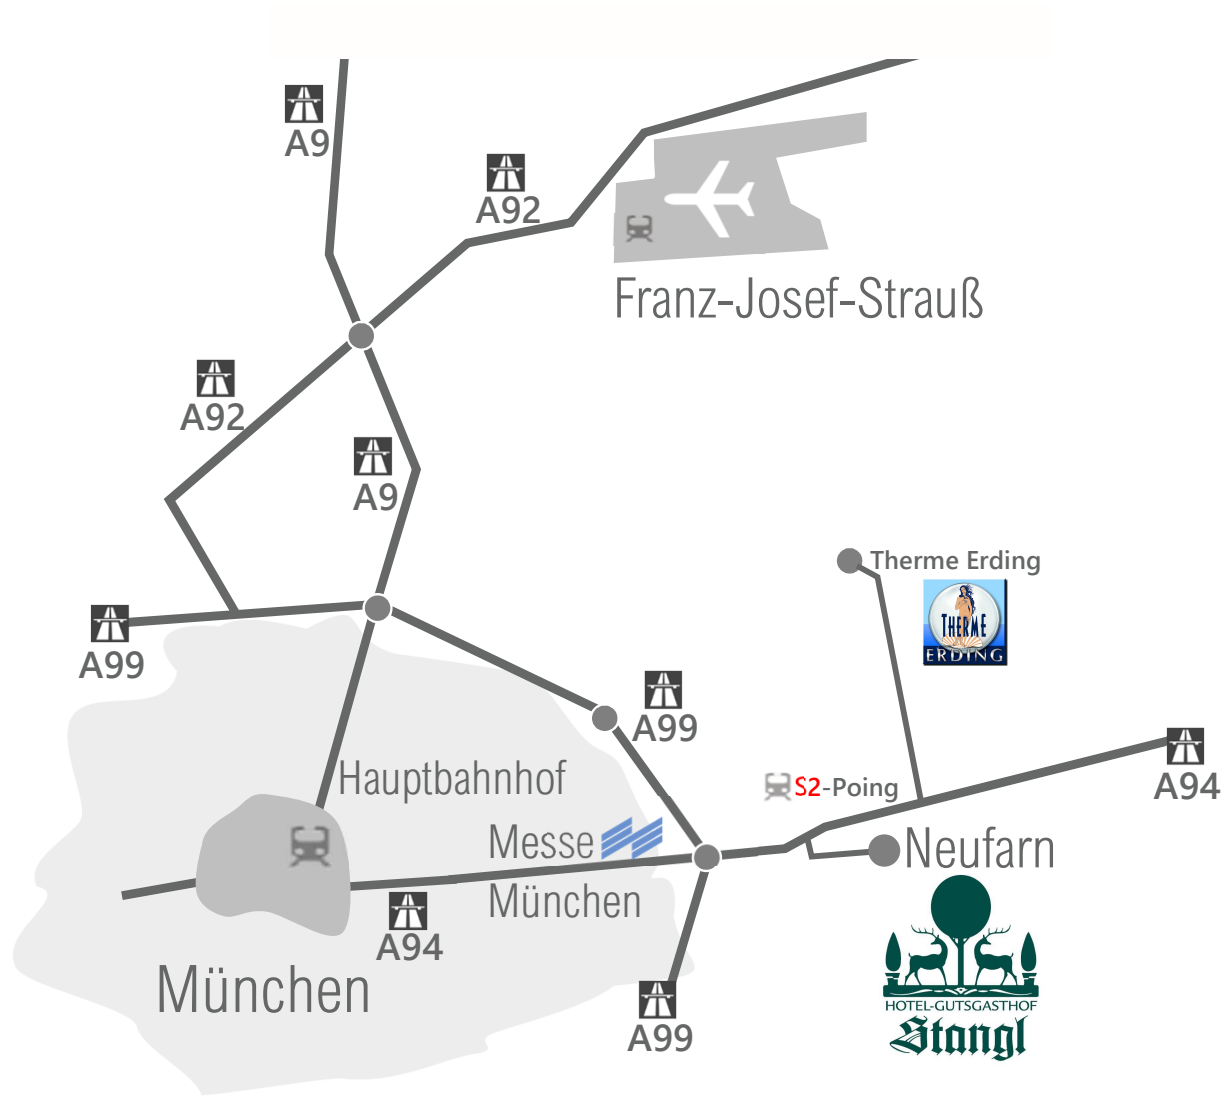 A9
A92
Franz-Josef-Strauß
A92
A9
Therme Erding
THERME
ERDING
A99
A99
Hauptbahnhof
S2-Poing
A94
Messe
München
Neufarn
A94
München
HOTEL-GUTSGASTHOF
Stangl
A99